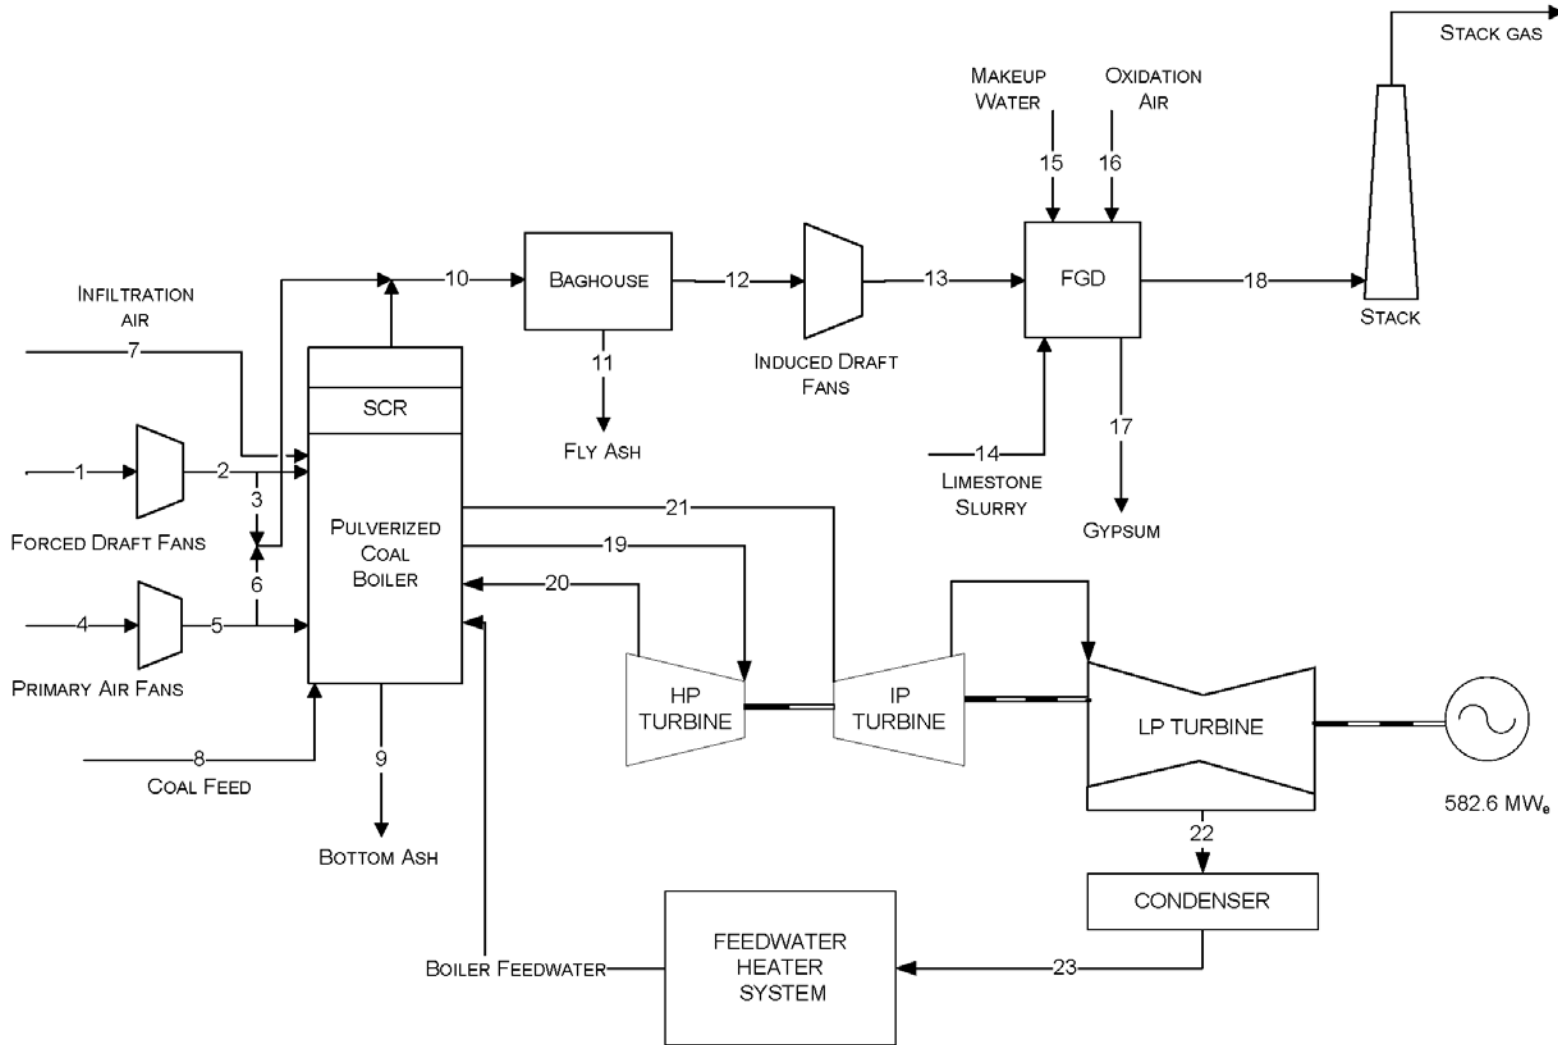 STACK GAS
MAKEUP
WATER
OXIDATION
AIR
15
16
INFILTRATION
AIR
7
10
BAGHOUSE
12
13
FGD
18
STACK
11
INDUCED DRAFT
FANS
SCR
FLY ASH
17
14
LIMESTONE
SLURRY
GYPSUM
1
2
3
FORCED DRAFT FANS
PULVERIZED
COAL
BOILER
21
19
20
6
4
5
PRIMARY AIR FANS
HP
TURBINE
IP
TURBINE
LP TURBINE
8
COAL FEED
9
582.6 MWe
BOTTOM ASH
22
CONDENSER
FEEDWATER
HEATER
SYSTEM
BOILER FEEDWATER
23